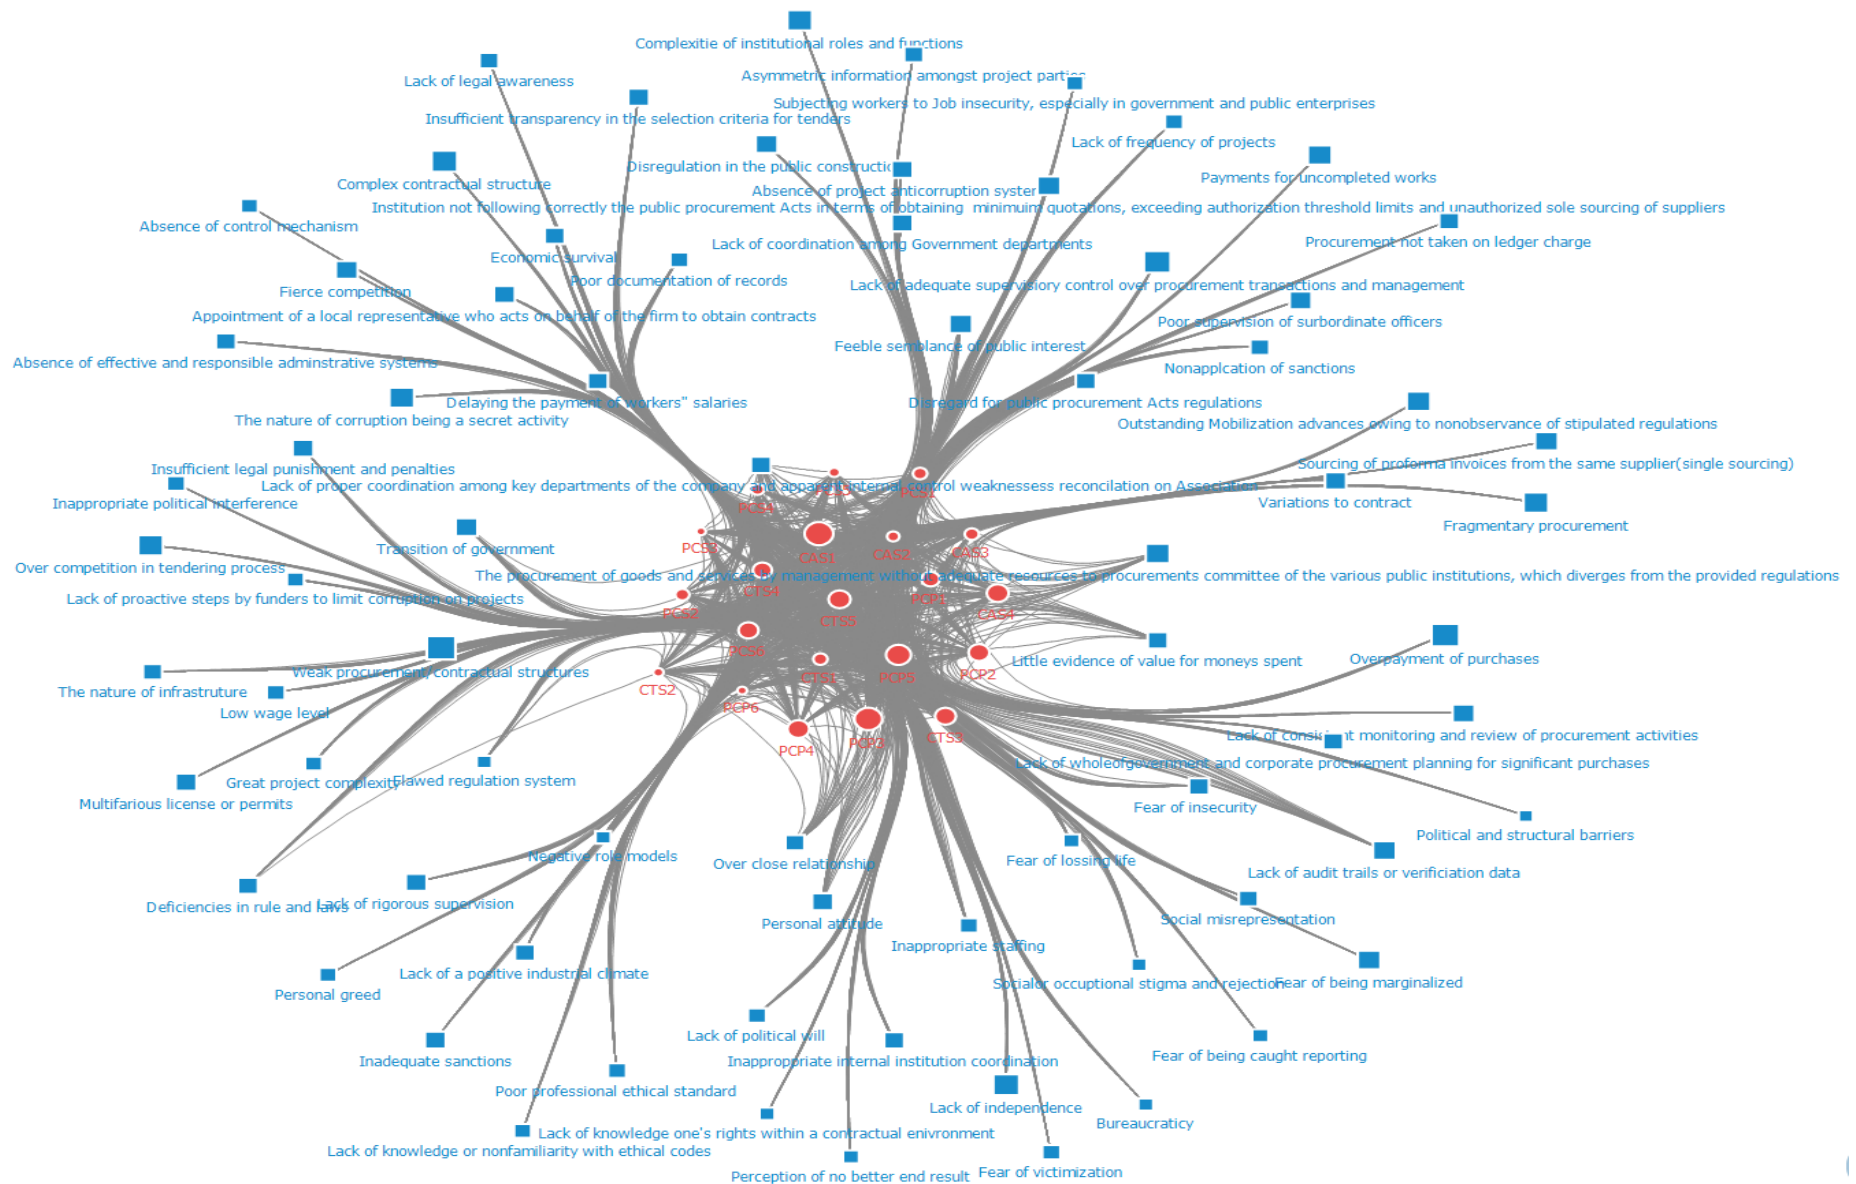 Complexitie of institutional roles and functions
Lack of legal awareness
Asymmetric information amongst project parties
Subjecting workers to Job insecurity, especially in government and public enterprises
Insufficient transparency in the selection criteria for tenders
Lack of frequency of projects
Disregulation in the public constructic
Payments for uncompleted works
Complex contractual structure
Absence of project anticorruption syster
Institution not following correctly the public procurement Acts in terms of obtaining minimuim quotations, exceeding authorization threshold limits and unauthorized sole sourcing of suppliers
Absence of control mechanism
Lack of coordination among Government departments
Procurement not taken on ledger charge
Economic survival
Poor documentation of records
Lack of adequate supervisiory control over procurement transactions and management
Fierce competition
Appointment of a local representative who acts on behalf of the firm to obtain contracts
Poor supervision of surbordinate officers
Feeble semblance of public interest
Absence of effective and responsible adminstrative systems
Nonapplcation of sanctions
Delaying the payment of workers" salaries
Disregard for public procurement Acts regulations
The nature of corruption being a secret activity
Outstanding Mobilization advances owing to nonobservance of stipulated regulations
Insufficient legal punishment and penalties
Sourcing of proforma invoices from the same supplier(single sourcing)
Lack of proper coordination among key departments of the company and apparent internal control weaknessess reconcilation on Association
PCS5
PCS1
Inappropriate political interference
Variations to contract
PCS4
Fragmentary procurement
PCS3
Transition of government
CAS1
CAS2
CAS3
Over competition in tendering process
The procurement of goods and services by management without adequate resources to procurements committee of the various public institutions, which diverges from the provided regulations
CTS4
PCP1
Lack of proactive steps by funders to limit corruption on projects
PCS2
CTS5
CAS4
PCS6
Weak procurement/contractual structures
Little evidence of value for moneys spent
Overpayment of purchases
CTS1
PCP5
PCP2
The nature of infrastruture
CTS2
Low wage level
PCP6
PCP3
CTS3
Lack of consistent monitoring and review of procurement activities
PCP4
Lack of wholeofgovernment and corporate procurement planning for significant purchases
Great project complexity
Flawed regulation system
Multifarious license or permits
Fear of insecurity
Political and structural barriers
Negative role models
Over close relationship
Fear of lossing life
Lack of audit trails or verificiation data
Deficiencies in rule and laws
Lack of rigorous supervision
Social misrepresentation
Personal attitude
Inappropriate staffing
Lack of a positive industrial climate
Socialor occuptional stigma and rejection
Fear of being marginalized
Personal greed
Lack of political will
Inadequate sanctions
Inappropriate internal institution coordination
Fear of being caught reporting
Poor professional ethical standard
Lack of independence
Bureaucraticy
Lack of knowledge one's rights within a contractual enivronment
Lack of knowledge or nonfamiliarity with ethical codes
Perception of no better end result
Fear of victimization